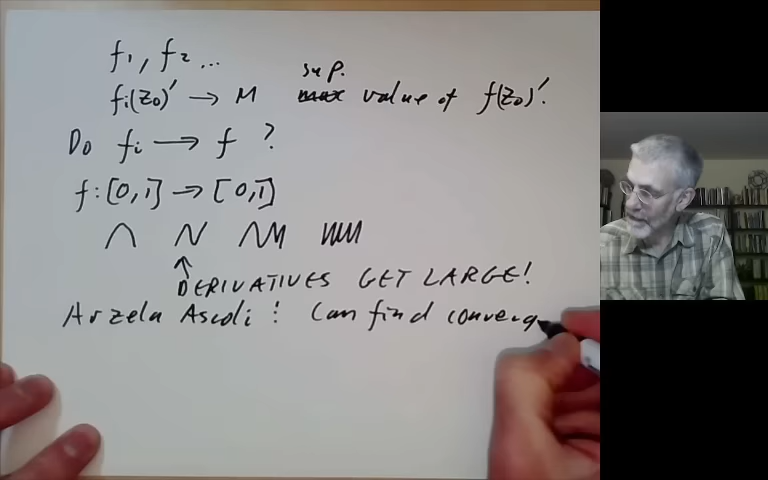 f₁, f₂ ...
sup.
fᵢ(z₀)' → M max value of f(z₀)'.
Do fᵢ → f ?
f:[0,1] → [0,1]
↑
DERIVATIVES GET LARGE!
Arzela Ascoli : Can find converg